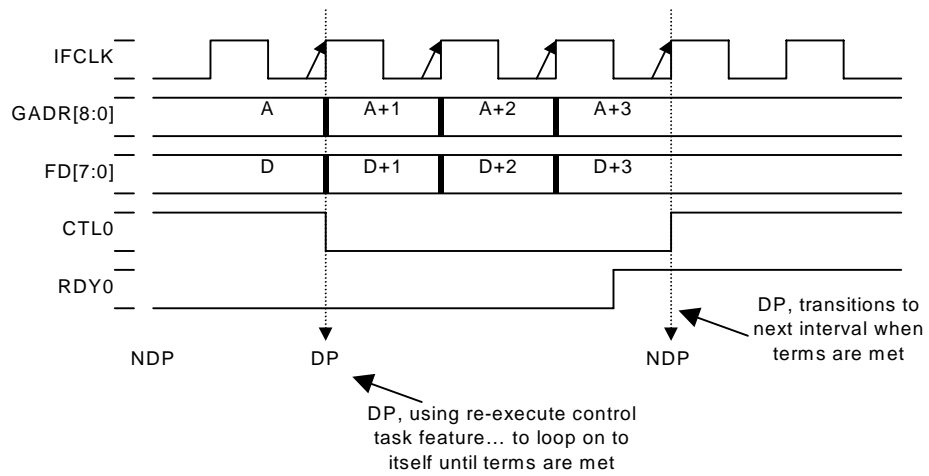 IFCLK
GADR[8:0]
A
A+1
A+2
A+3
FD[7:0]
D
D+1
D+2
D+3
CTL0
RDY0
NDP
DP
NDP
DP, transitions to
next interval when
terms are met
DP, using re-execute control
task feature... to loop on to
itself until terms are met